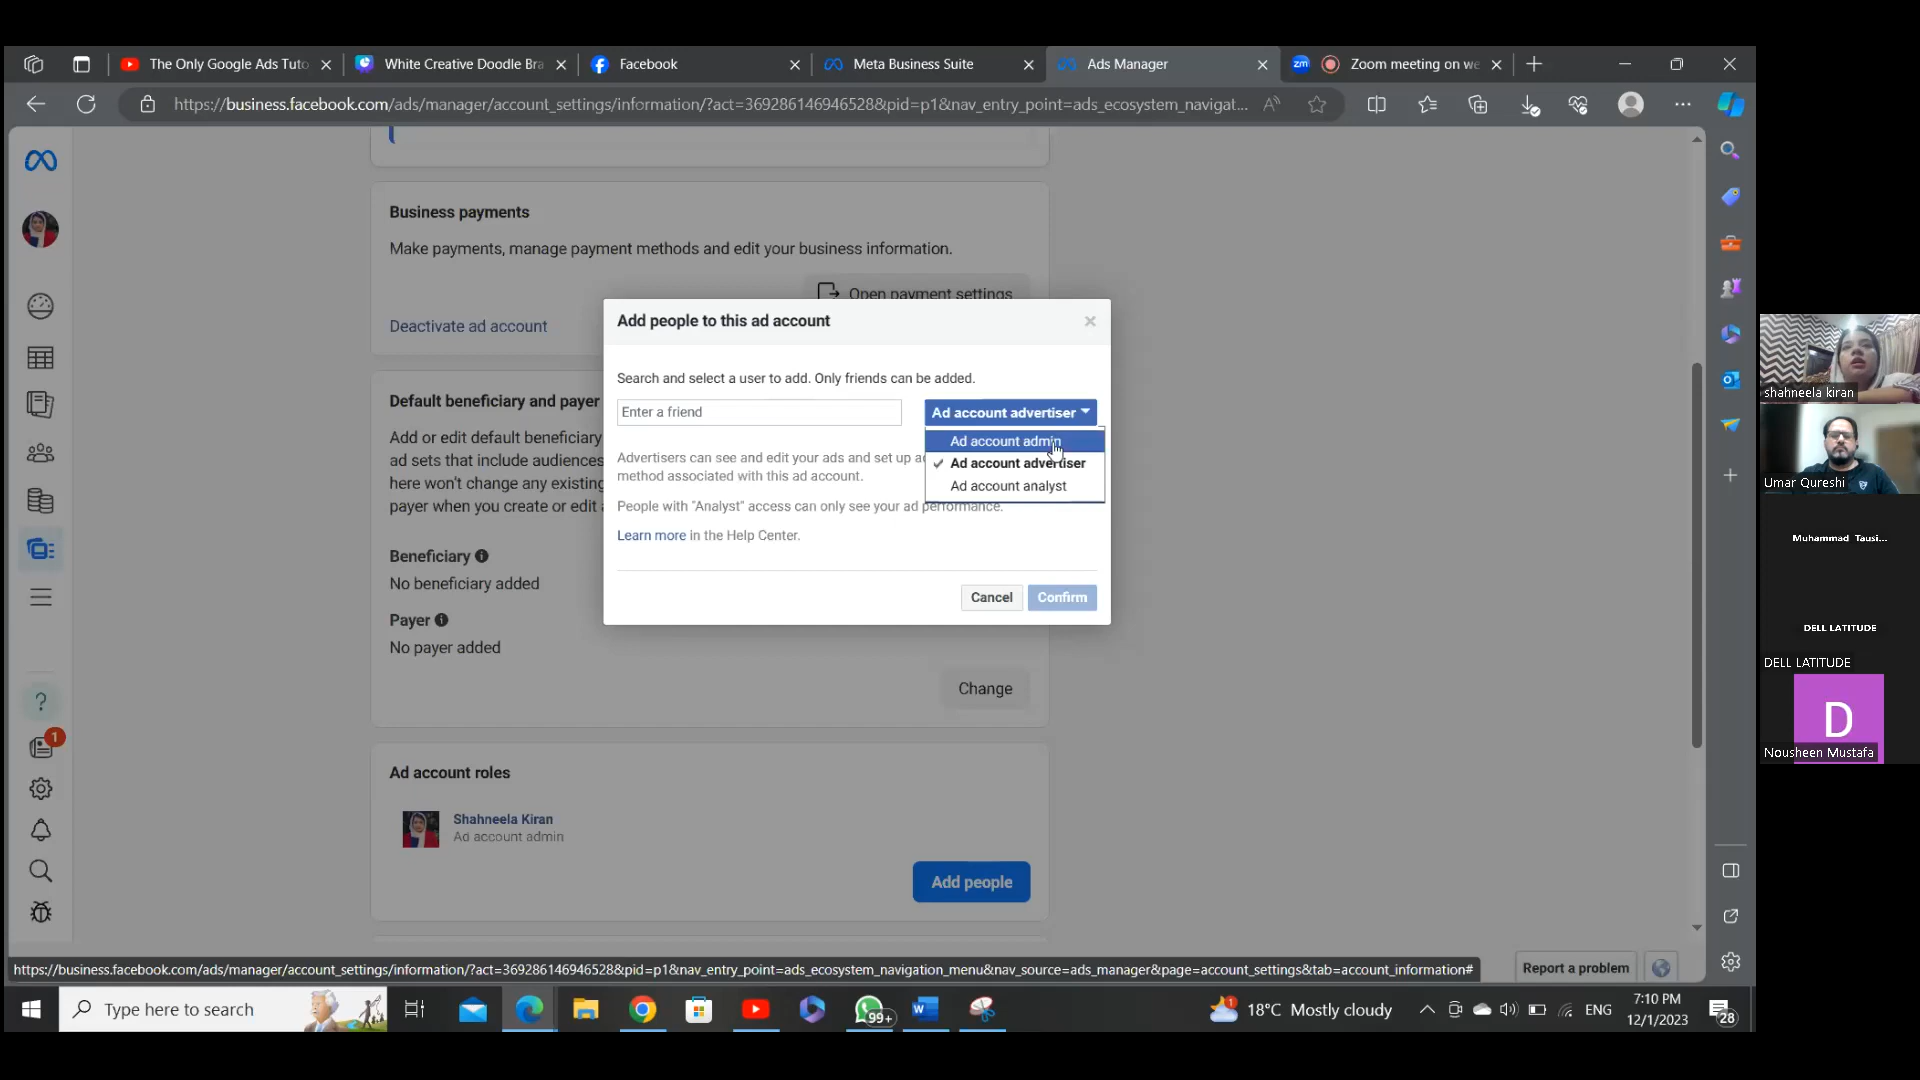 The Only Google Ads Tuto
White Creative Doodle Bra
Facebook
Meta Business Suite
Ads Manager
zm
Zoom meeting on we
https://business.facebook.com/ads/manager/account_settings/information/?act=369286146946528&pid=p1&nav_entry_point=ads_ecosystem_navigat...
Business payments
Make payments, manage payment methods and edit your business information.
Open payment settings
Deactivate ad account
Default beneficiary and payer
Add or edit default beneficiary
ad sets that include audiences
here won't change any existing
payer when you create or edit
Beneficiary
No beneficiary added
Payer
No payer added
Change
Add people to this ad account
Search and select a user to add. Only friends can be added.
Enter a friend
Ad account advertiser
Ad account admin
Ad account advertiser
Ad account analyst
Advertisers can see and edit your ads and set up
method associated with this ad account.
People with "Analyst" access can only see your ad performance.
Learn more in the Help Center.
Cancel
Confirm
1
Ad account roles
Shahneela Kiran
Ad account admin
Add people
https://business.facebook.com/ads/manager/account_settings/information/?act=369286146946528&pid=p1&nav_entry_point=ads_ecosystem_navigation_menu&nav_source=ads_manager&page=account_settings&tab=account_information#
Report a problem
shahneela kiran
Umar Qureshi
Muhammad Tausi...
DELL LATITUDE
DELL LATITUDE
D
Nousheen Mustafa
Type here to search
99+
18°C Mostly cloudy
ENG
7:10 PM
12/1/2023
28